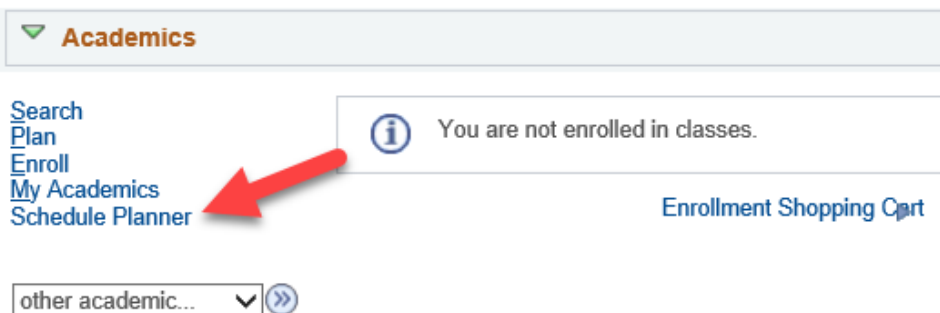 Academics
Search
Plan
Enroll
My Academics
Schedule Planner
You are not enrolled in classes.
Enrollment Shopping Cart
other academic...